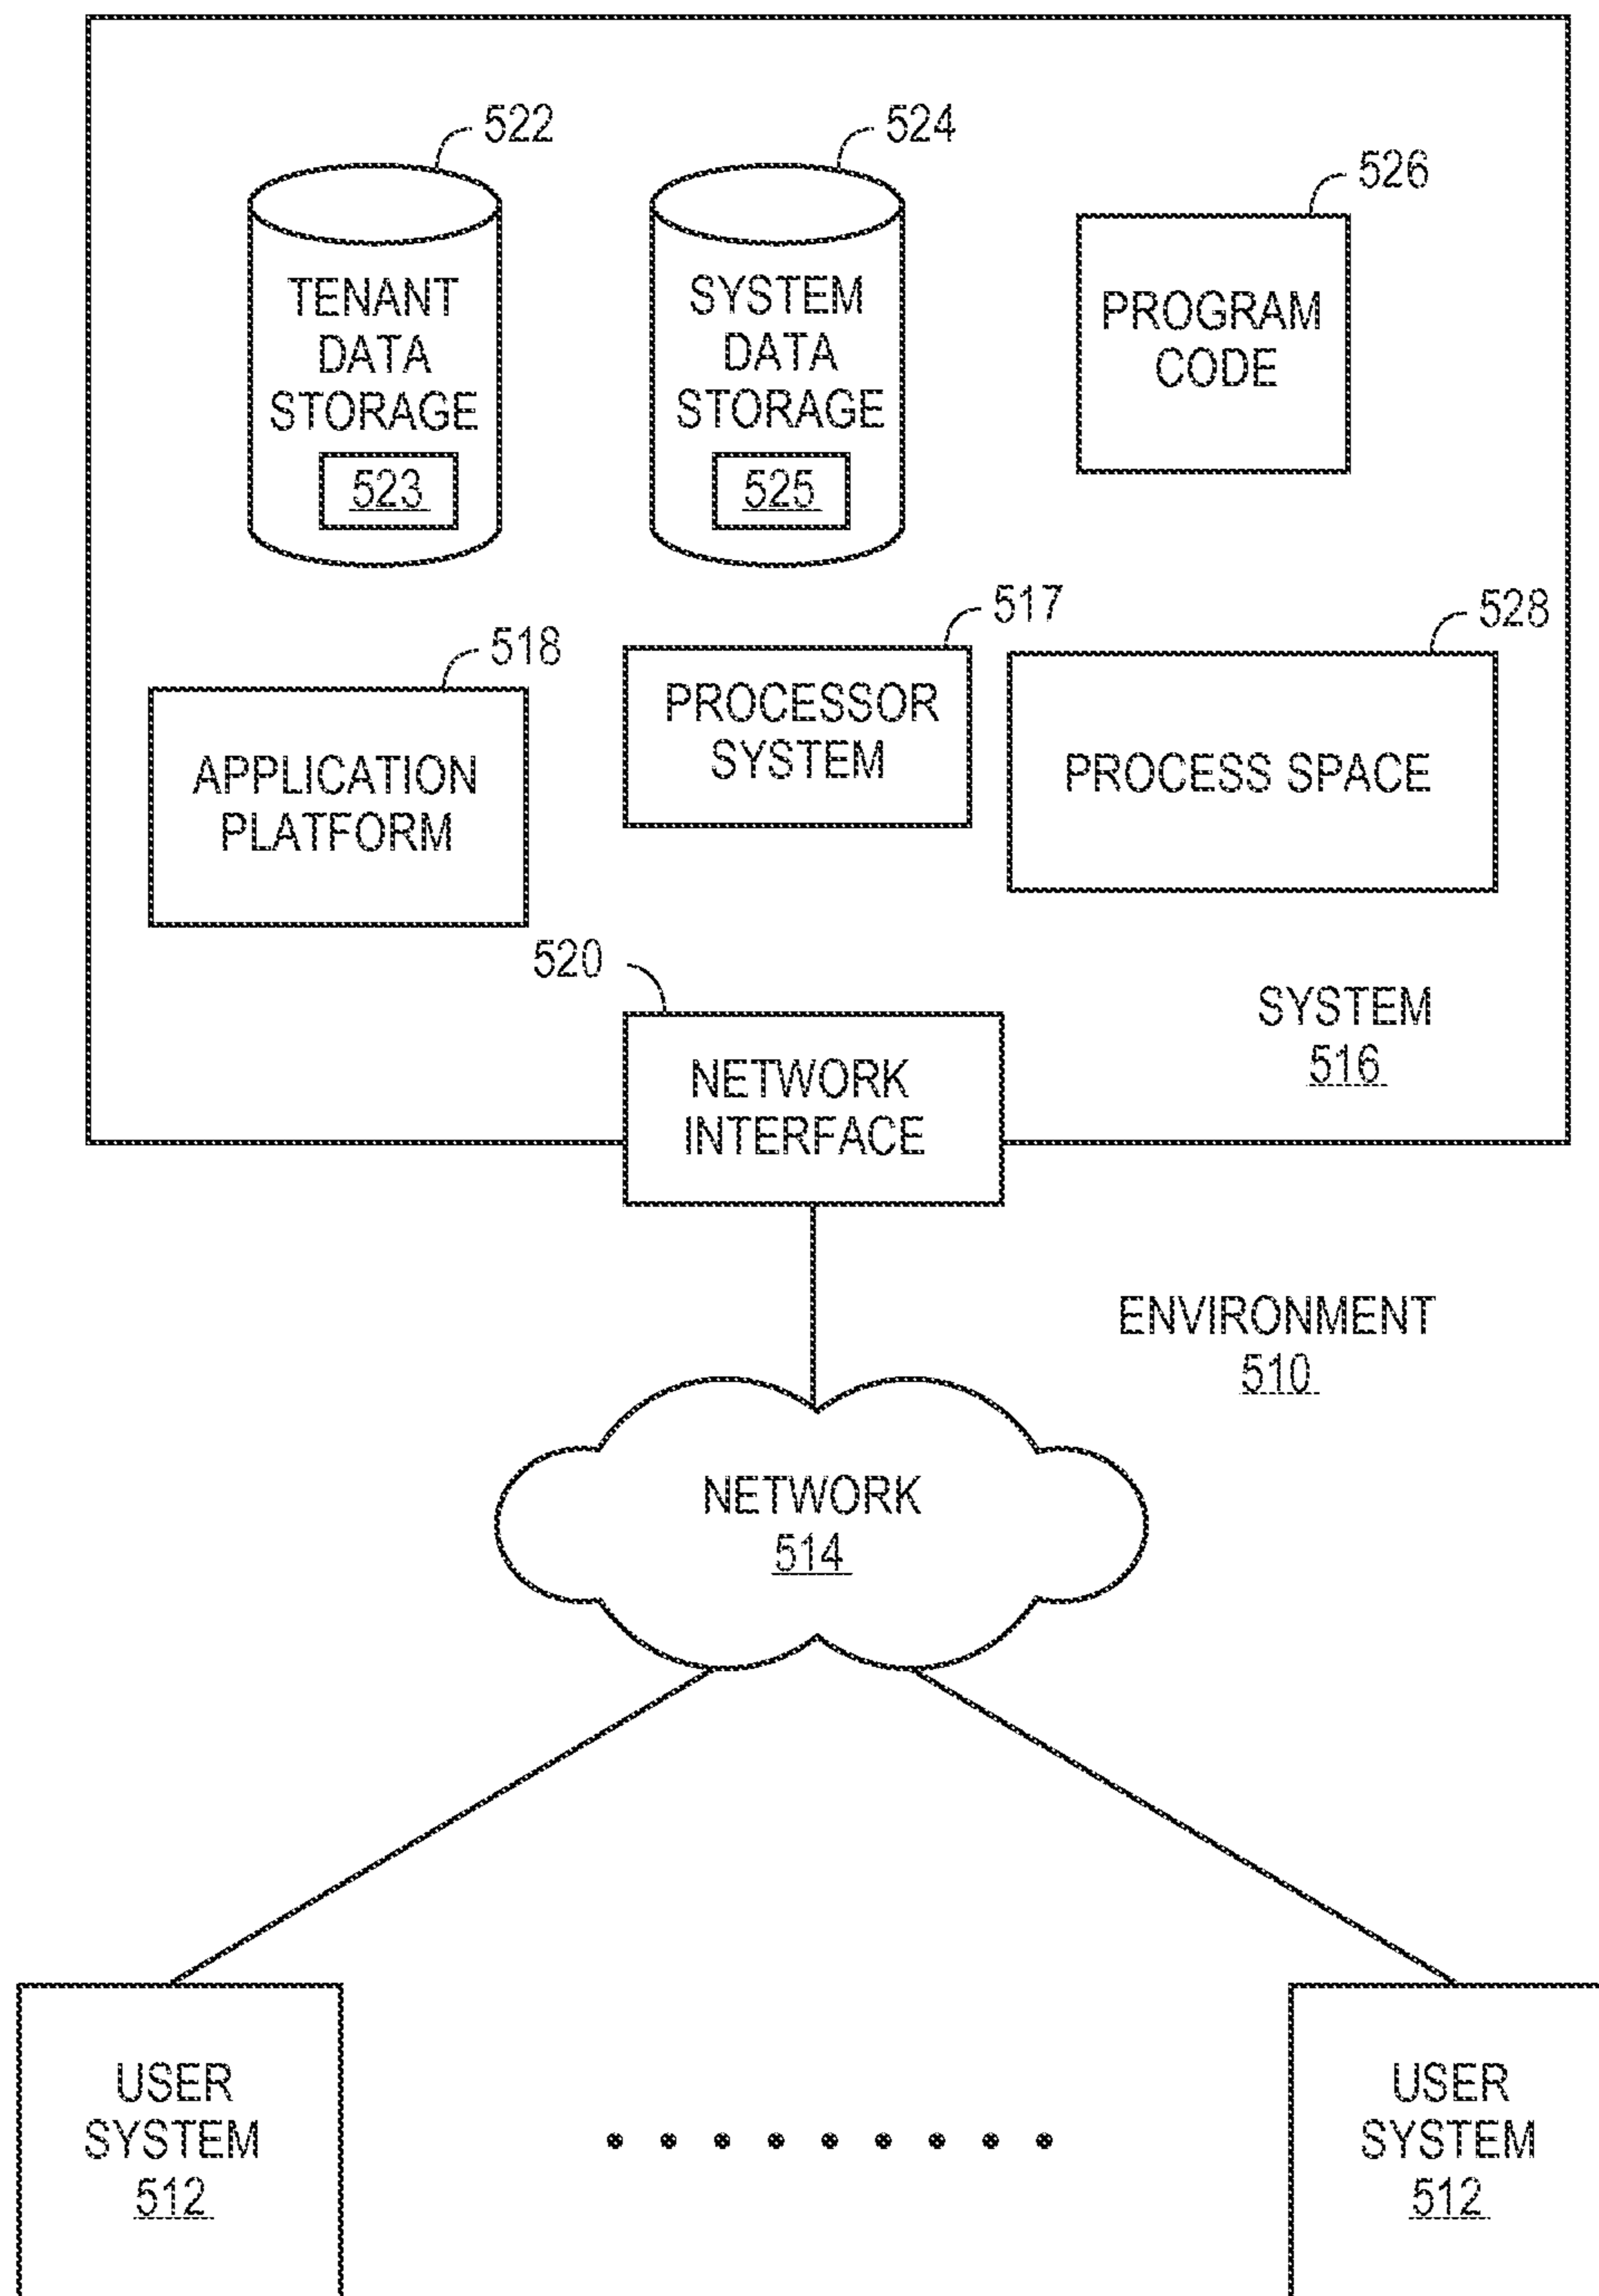 522
524
526
TENANT
DATA
STORAGE
523
SYSTEM
DATA
STORAGE
525
PROGRAM
CODE
518
517
528
APPLICATION
PLATFORM
PROCESSOR
SYSTEM
PROCESS SPACE
520
NETWORK
INTERFACE
SYSTEM
516
ENVIRONMENT
510
NETWORK
514
USER
SYSTEM
512
USER
SYSTEM
512